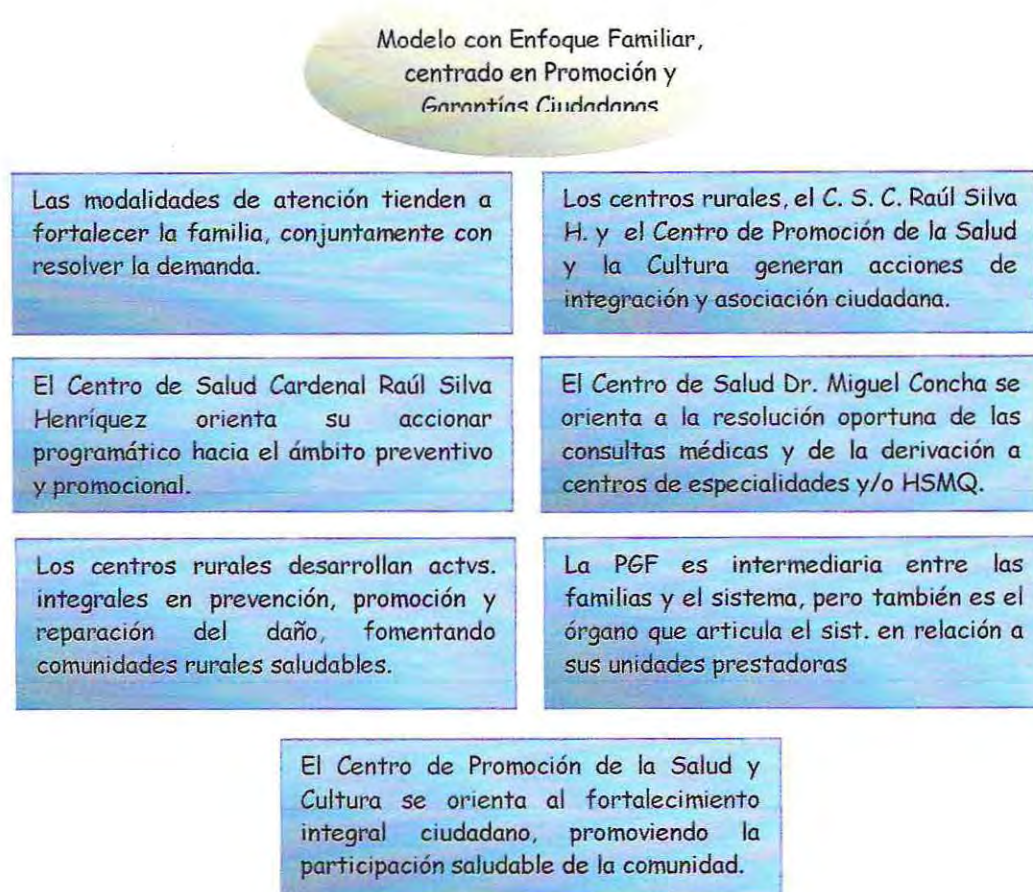 Modelo con Enfoque Familiar,
centrado en Promoción y
Garantías Ciudadanas
Las modalidades de atención tienden a
fortalecer la familia, conjuntamente con
resolver la demanda.
Los centros rurales, el C. S. C. Raúl Silva
H. y el Centro de Promoción de la Salud
y la Cultura generan acciones de
integración y asociación ciudadana.
El Centro de Salud Cardenal Raúl Silva
Henríquez orienta su accionar
programático hacia el ámbito preventivo
y promocional.
El Centro de Salud Dr. Miguel Concha se
orienta a la resolución oportuna de las
consultas médicas y de la derivación a
centros de especialidades y/o HSMQ.
Los centros rurales desarrollan actvs.
integrales en prevención, promoción y
reparación del daño, fomentando
comunidades rurales saludables.
La PGF es intermediaria entre las
familias y el sistema, pero también es el
órgano que articula el sist. en relación a
sus unidades prestadoras
El Centro de Promoción de la Salud y
Cultura se orienta al fortalecimiento
integral ciudadano, promoviendo la
participación saludable de la comunidad.